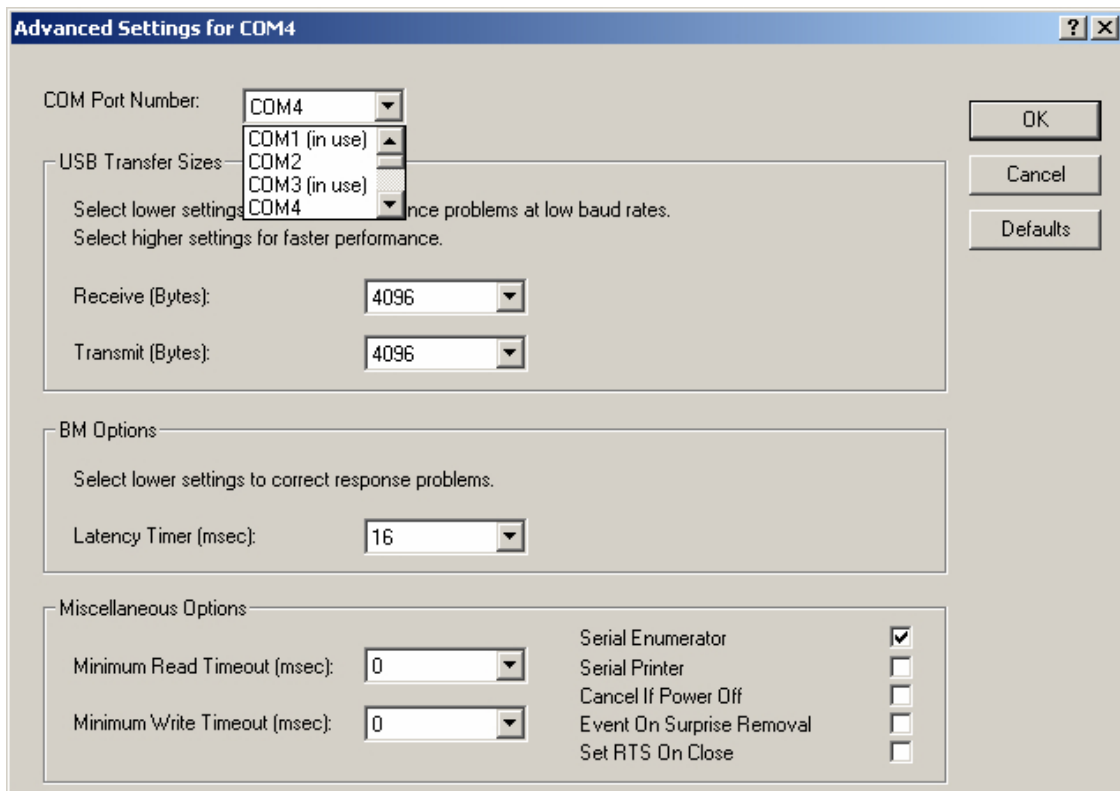 Advanced Settings for COM4
COM Port Number: COM4
COM1 (in use)
COM2
COM3 (in use)
COM4
OK
Cancel
Defaults
USB Transfer Sizes
Select lower settings nce problems at low baud rates.
Select higher settings for faster performance.
Receive (Bytes): 4096
Transmit (Bytes): 4096
BM Options
Select lower settings to correct response problems.
Latency Timer (msec): 16
Miscellaneous Options
Minimum Read Timeout (msec): 0
Minimum Write Timeout (msec): 0
Serial Enumerator
Serial Printer
Cancel If Power Off
Event On Surprise Removal
Set RTS On Close